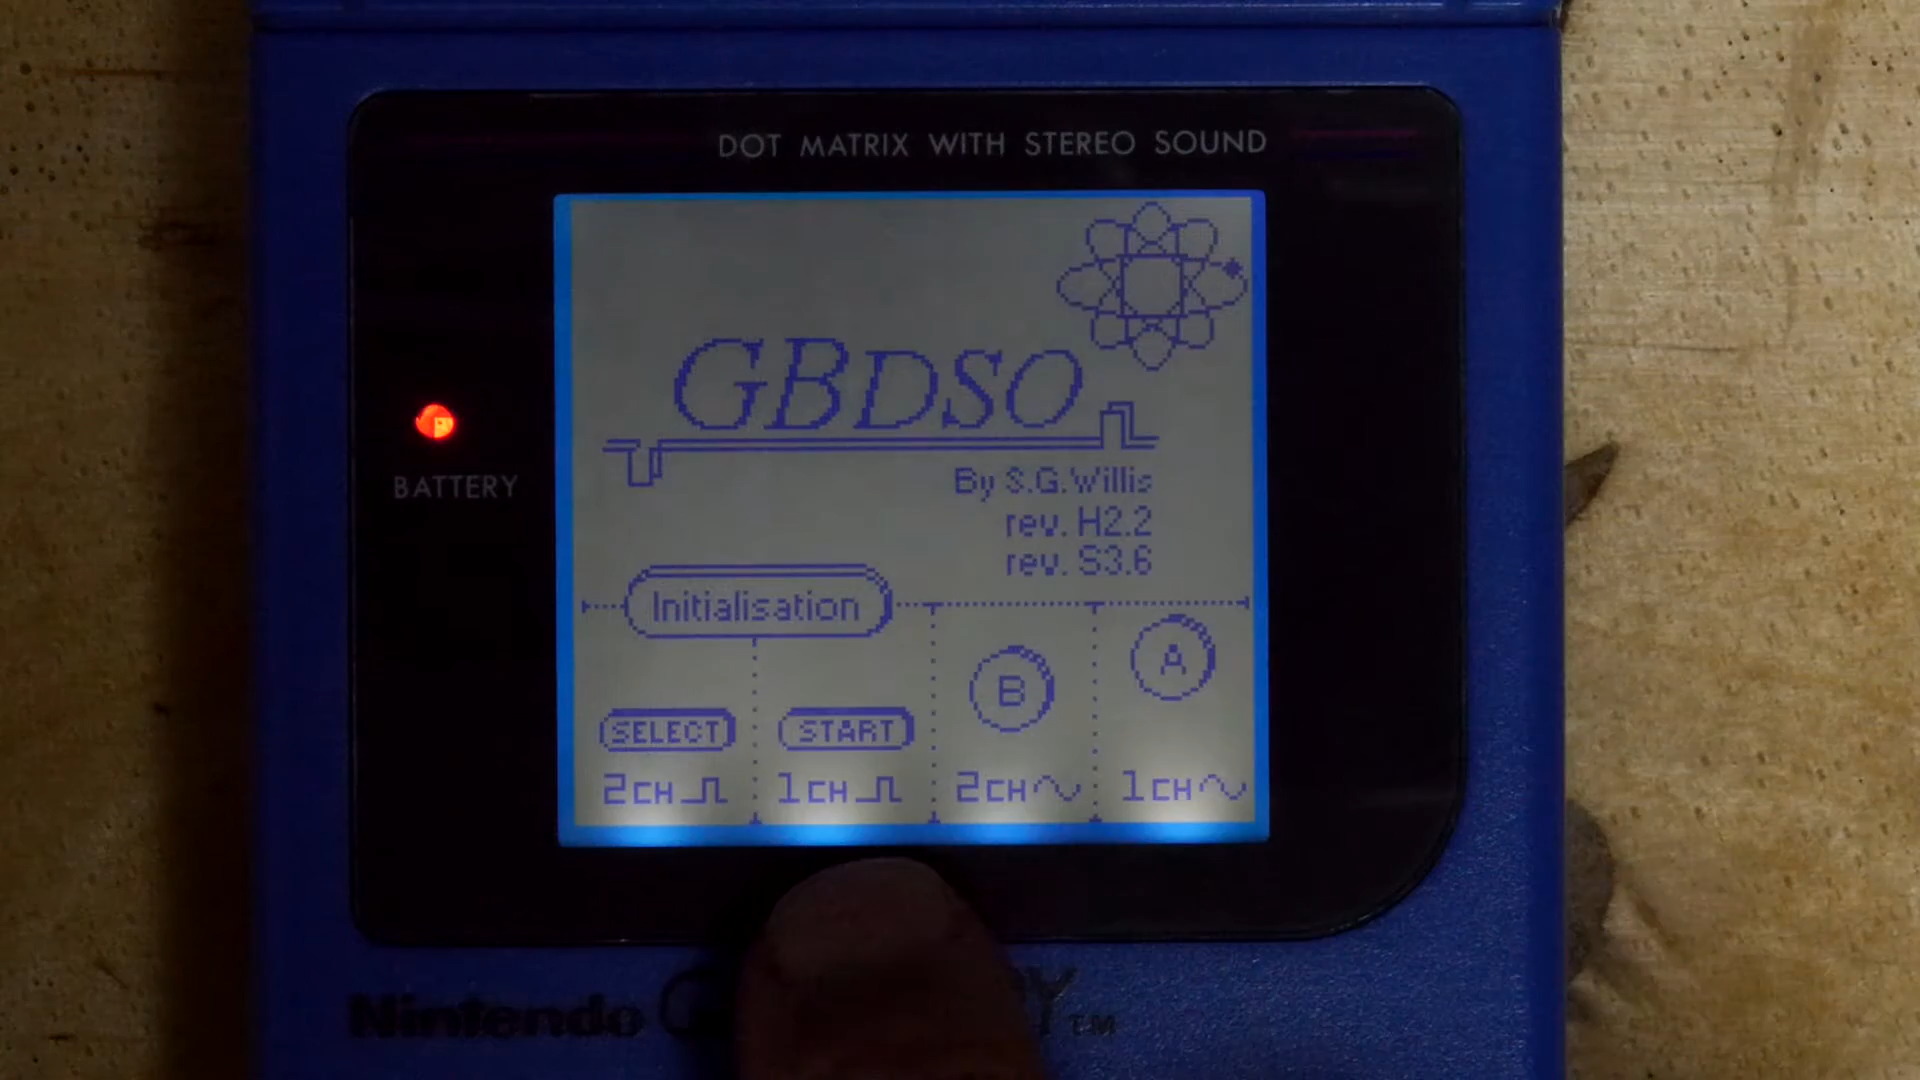 DOT MATRIX WITH STEREO SOUND
GBDSO
By S.G.Willis
rev. H2.2
rev. S3.6
BATTERY
Initialisation
A
B
SELECT
START
2CH
1CH
2CH
1CH
Nintendo
TM